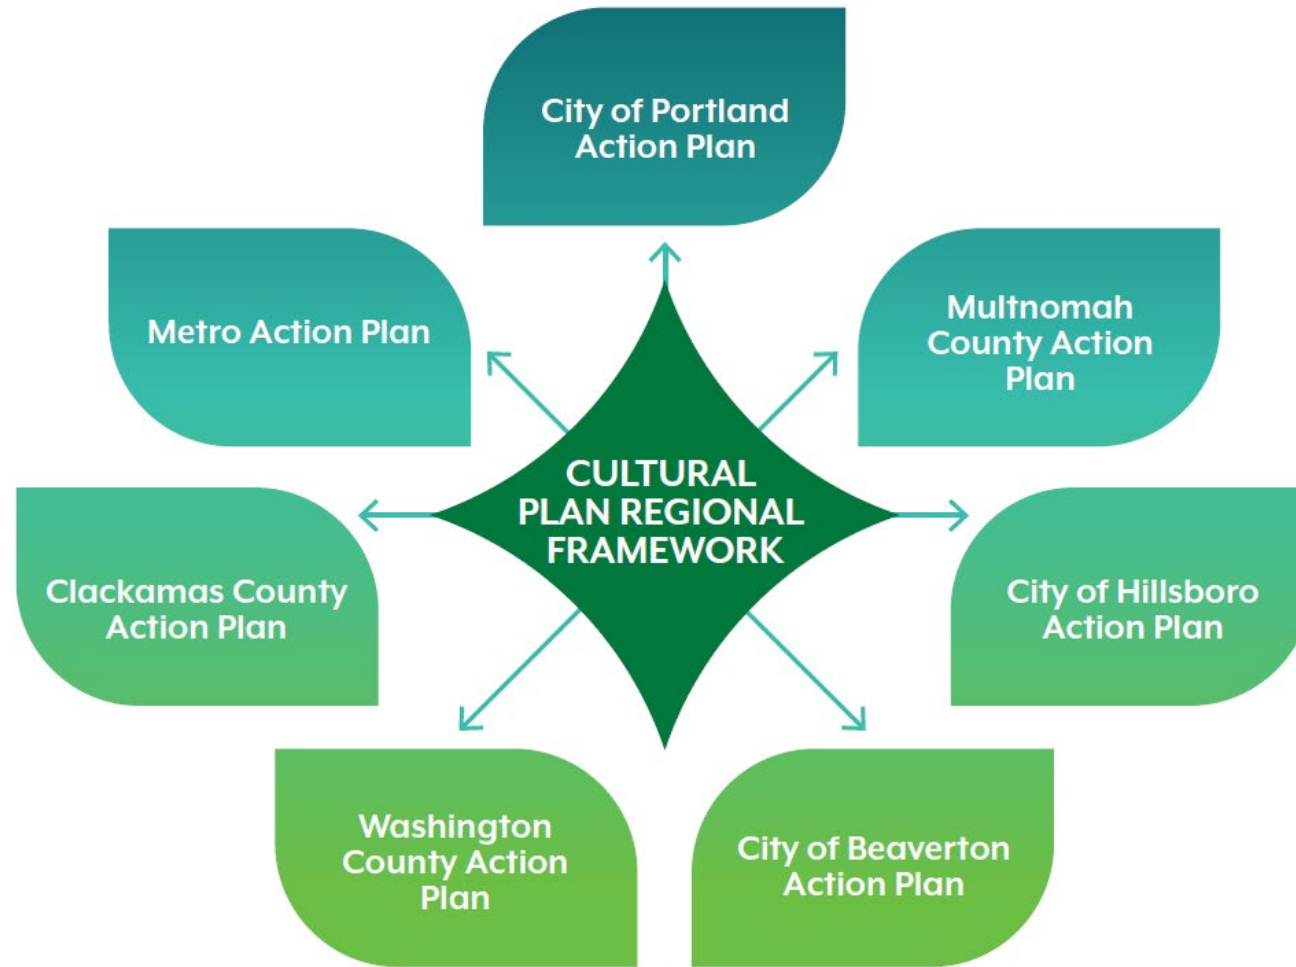 City of Portland
Action Plan
Metro Action Plan
Multnomah
County Action
Plan
CULTURAL
PLAN REGIONAL
FRAMEWORK
Clackamas County
Action Plan
City of Hillsboro
Action Plan
Washington
County Action
Plan
City of Beaverton
Action Plan